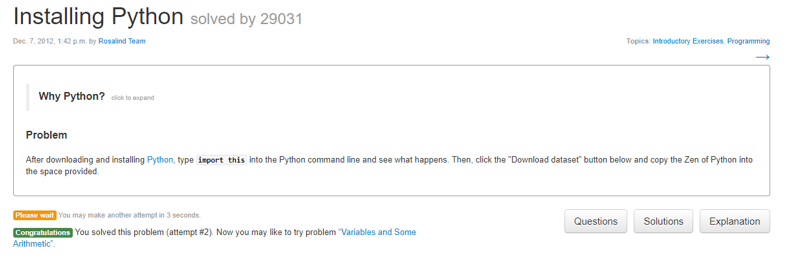 Installing Python solved by 29031
Dec. 7, 2012, 1:42 p.m. by Rosalind Team Topics: Introductory Exercises, Programming
→
Why Python? click to expand
Problem
After downloading and installing Python, type import this into the Python command line and see what happens. Then, click the "Download dataset" button below and copy the Zen of Python into
the space provided.
Please wait You may make another attempt in 3 seconds.
Questions Solutions Explanation
Congratulations You solved this problem (attempt #2). Now you may like to try problem “Variables and Some
Arithmetic”.